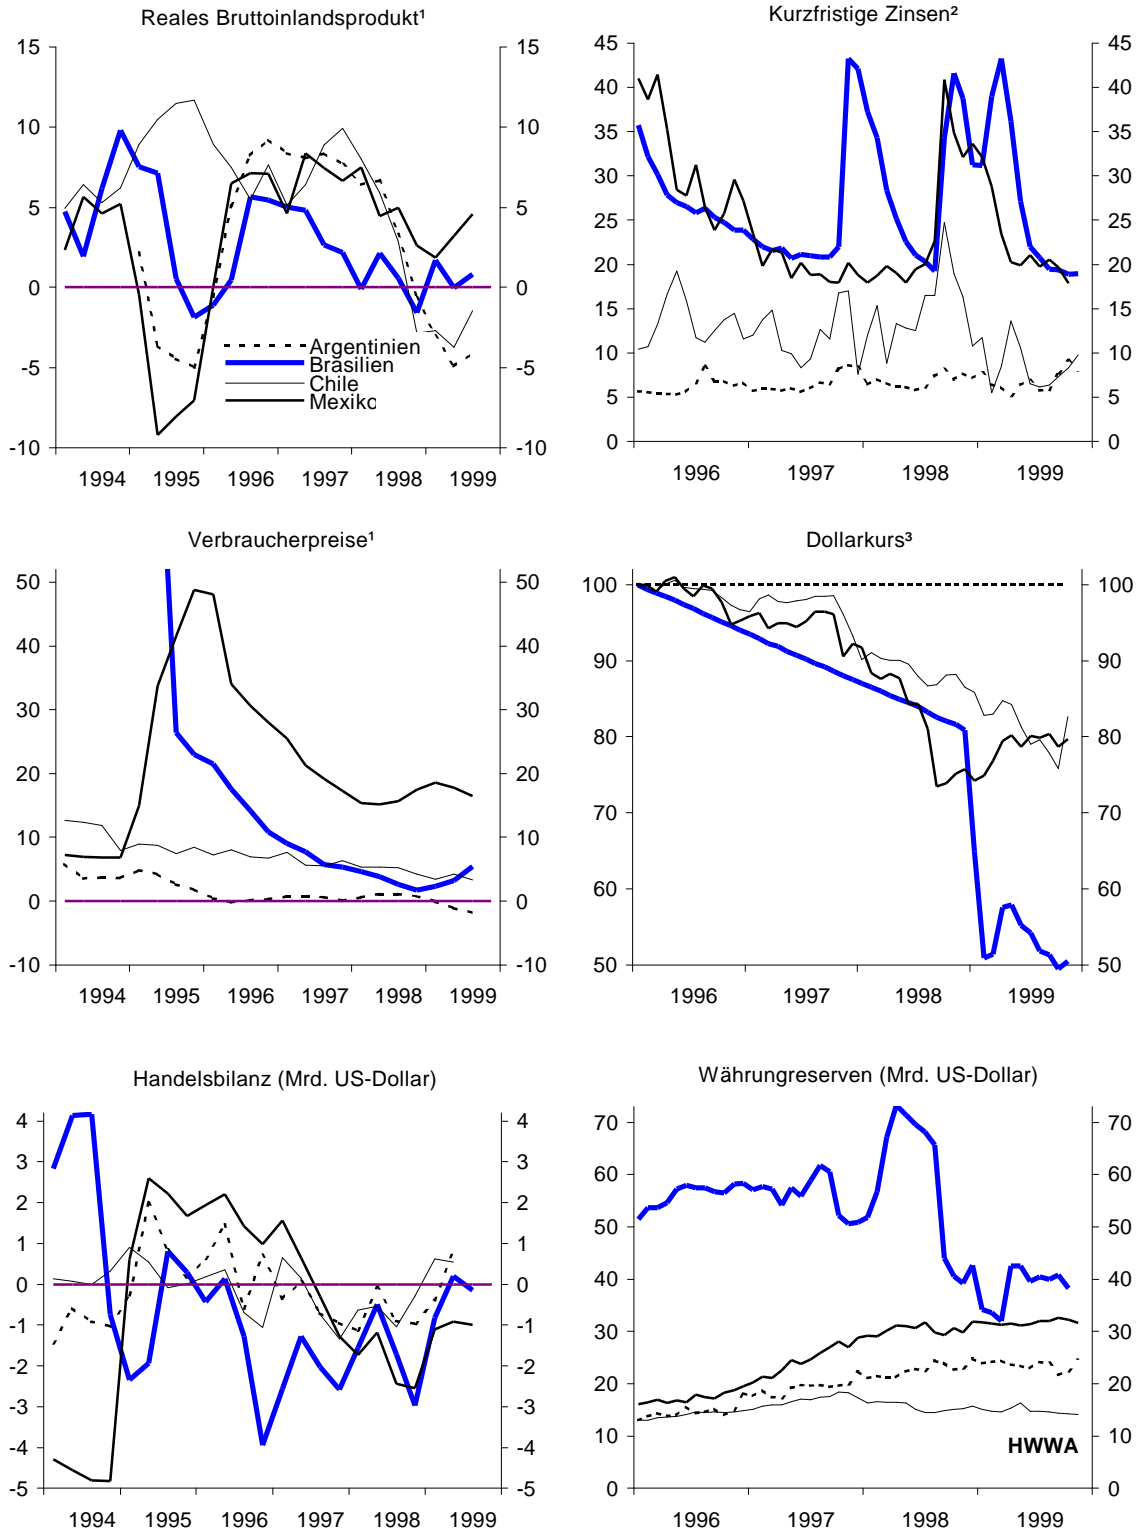 Reales Bruttoinlandsprodukt¹
15 15
10 10
5 5
0 0
-5 -5
-10 -10
Argentinien
Brasilien
Chile
Mexiko
1994 1995 1996 1997 1998 1999
Kurzfristige Zinsen²
45 45
40 40
35 35
30 30
25 25
20 20
15 15
10 10
5 5
0 0
1996 1997 1998 1999
Verbraucherpreise¹
50 50
40 40
30 30
20 20
10 10
0 0
-10 -10
1994 1995 1996 1997 1998 1999
Dollarkurs³
100 100
90 90
80 80
70 70
60 60
50 50
1996 1997 1998 1999
Handelsbilanz (Mrd. US-Dollar)
4 4
3 3
2 2
1 1
0 0
-1 -1
-2 -2
-3 -3
-4 -4
-5 -5
1994 1995 1996 1997 1998 1999
Währungreserven (Mrd. US-Dollar)
70 70
60 60
50 50
40 40
30 30
20 20
10 10
0 0
HWWA
1996 1997 1998 1999